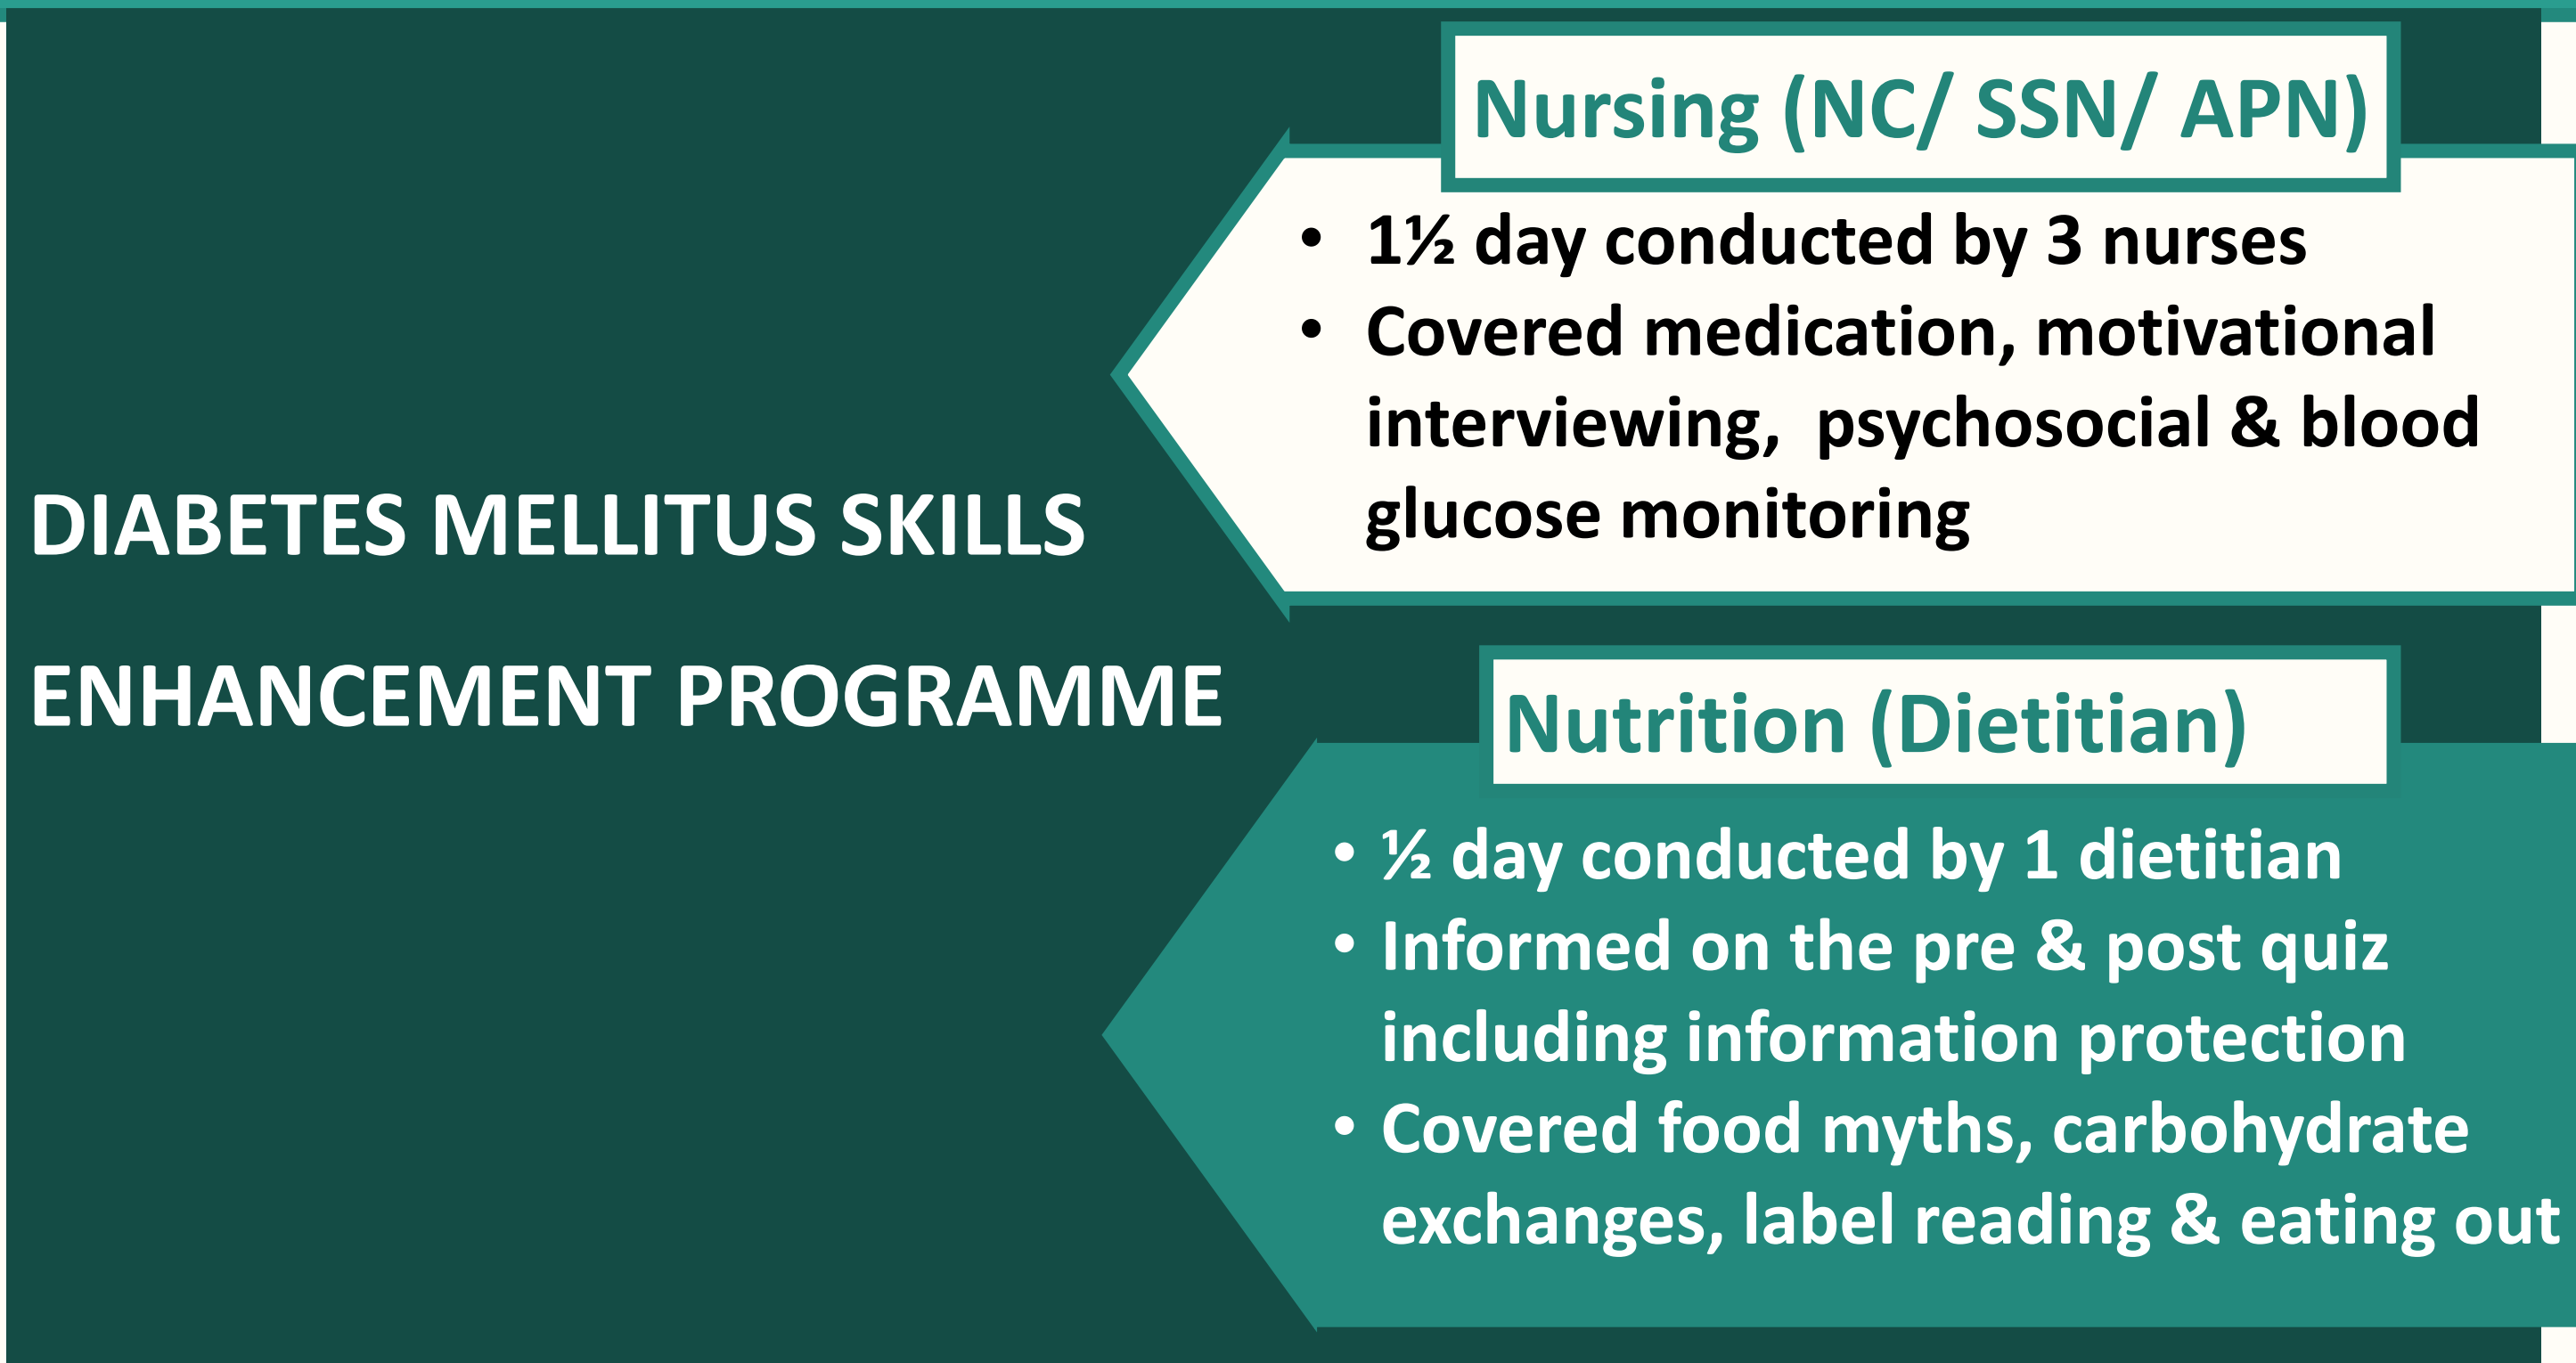 DIABETES MELLITUS SKILLS
ENHANCEMENT PROGRAMME
Nursing (NC/ SSN/ APN)
• 1½ day conducted by 3 nurses
• Covered medication, motivational
interviewing,  psychosocial & blood
glucose monitoring
Nutrition (Dietitian)
• ½ day conducted by 1 dietitian
• Informed on the pre & post quiz
including information protection
• Covered food myths, carbohydrate
exchanges, label reading & eating out